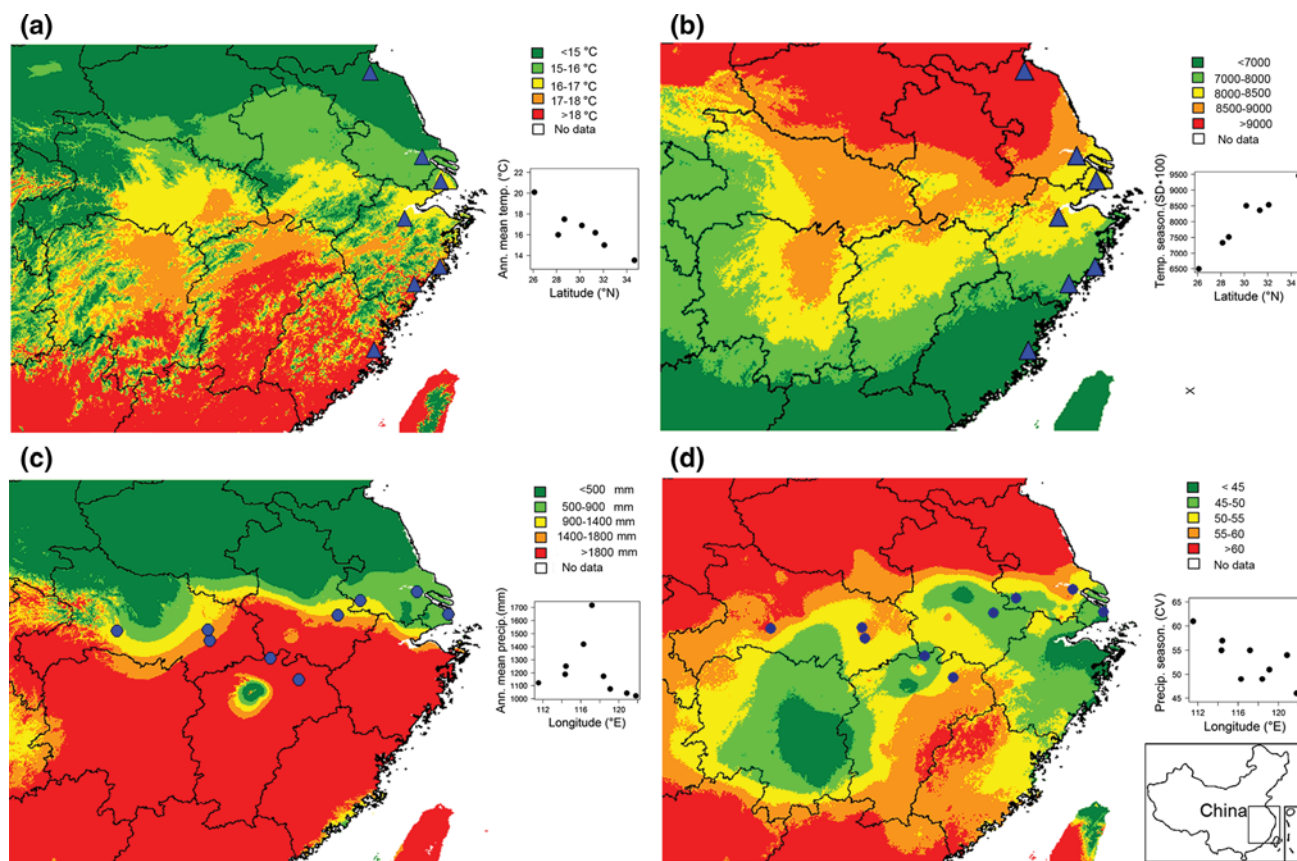 (a)
<15 °C
15-16 °C
16-17 °C
17-18 °C
>18 °C
No data
Ann. mean temp. (°C)
22
20
18
16
14
26 28 30 32 34
Latitude (°N)
(b)
<7000
7000-8000
8000-8500
8500-9000
>9000
No data
Temp. season.(SD*100)
9500
9000
8500
8000
7500
7000
6500
26 28 30 32 34
Latitude (°N)
×
(c)
<500 mm
500-900 mm
900-1400 mm
1400-1800 mm
>1800 mm
No data
Ann. mean precip.(mm)
1700
1600
1500
1400
1300
1200
1100
1000
112 116 120
Longitude (°E)
(d)
< 45
45-50
50-55
55-60
>60
No data
Precip. season. (CV)
65
60
55
50
45
112 116 120
Longitude (°E)
China